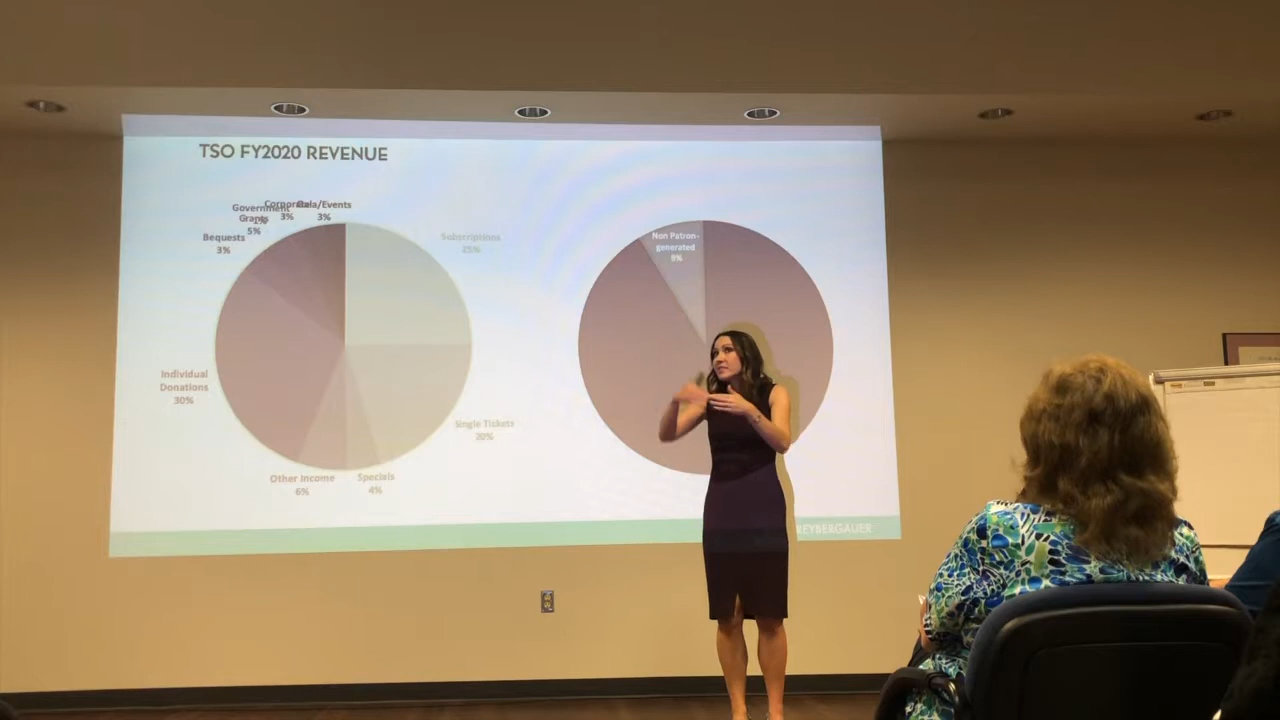 TSO FY2020 REVENUE
Government
1%
Corporate
3%
Gala/Events
3%
Grants
5%
Bequests
3%
Subscriptions
25%
Individual
Donations
30%
Single Tickets
20%
Other Income
6%
Specials
4%
Non Patron-
generated
9%
REYBERGAUER